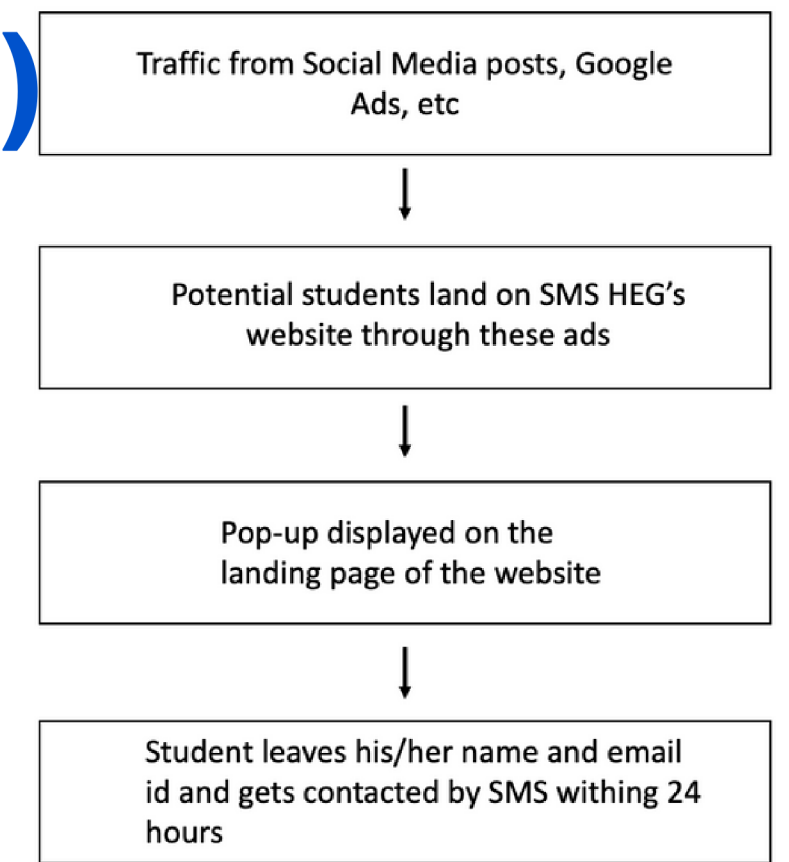 )
Traffic from Social Media posts, Google
Ads, etc
Potential students land on SMS HEG’s
website through these ads
Pop-up displayed on the
landing page of the website
Student leaves his/her name and email
id and gets contacted by SMS withing 24
hours